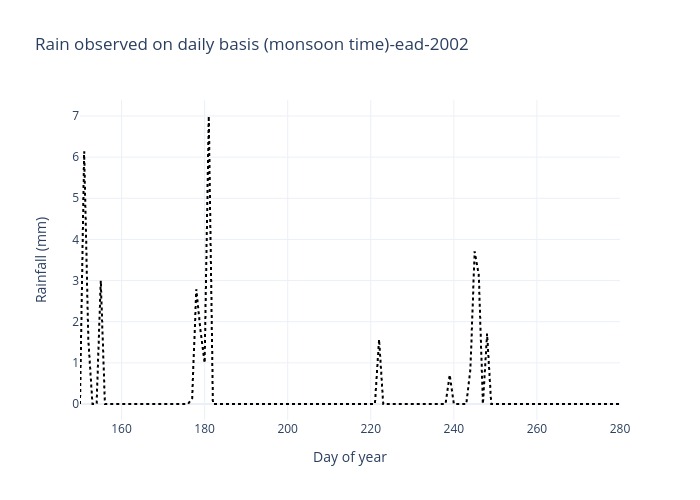 Rain observed on daily basis (monsoon time)-ead-2002
7
6
5
4
3
2
1
0
Rainfall (mm)
160 180 200 220 240 260 280
Day of year